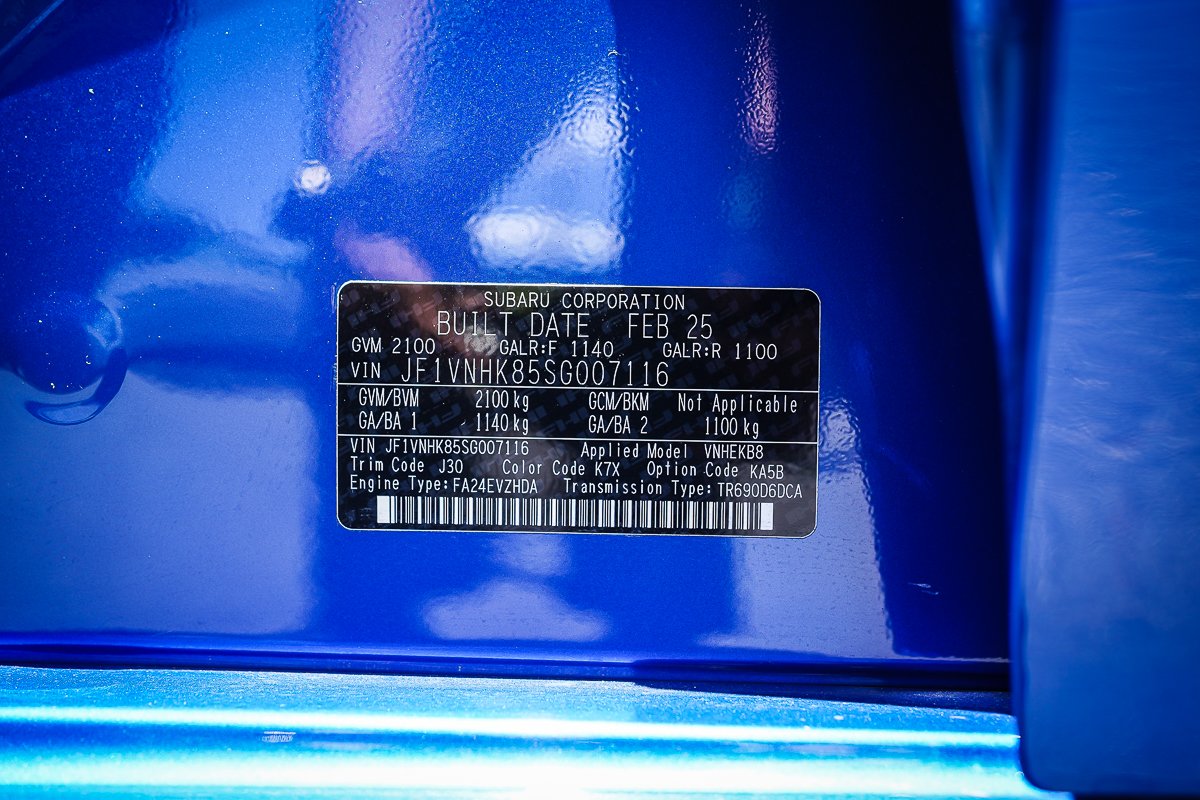 SUBARU CORPORATION
BUILT DATE FEB 25
GVM 2100 GALR:F 1140 GALR:R 1100
VIN JF1VNHK85SG007116
GVM/BVM 2100 kg GCM/BKM Not Applicable
GA/BA 1 1140 kg GA/BA 2 1100 kg
VIN JF1VNHK85SG007116 Applied Model VNHEKB8
Trim Code J30 Color Code K7X Option Code KA5B
Engine Type:FA24EVZHDA Transmission Type:TR690D6DCA